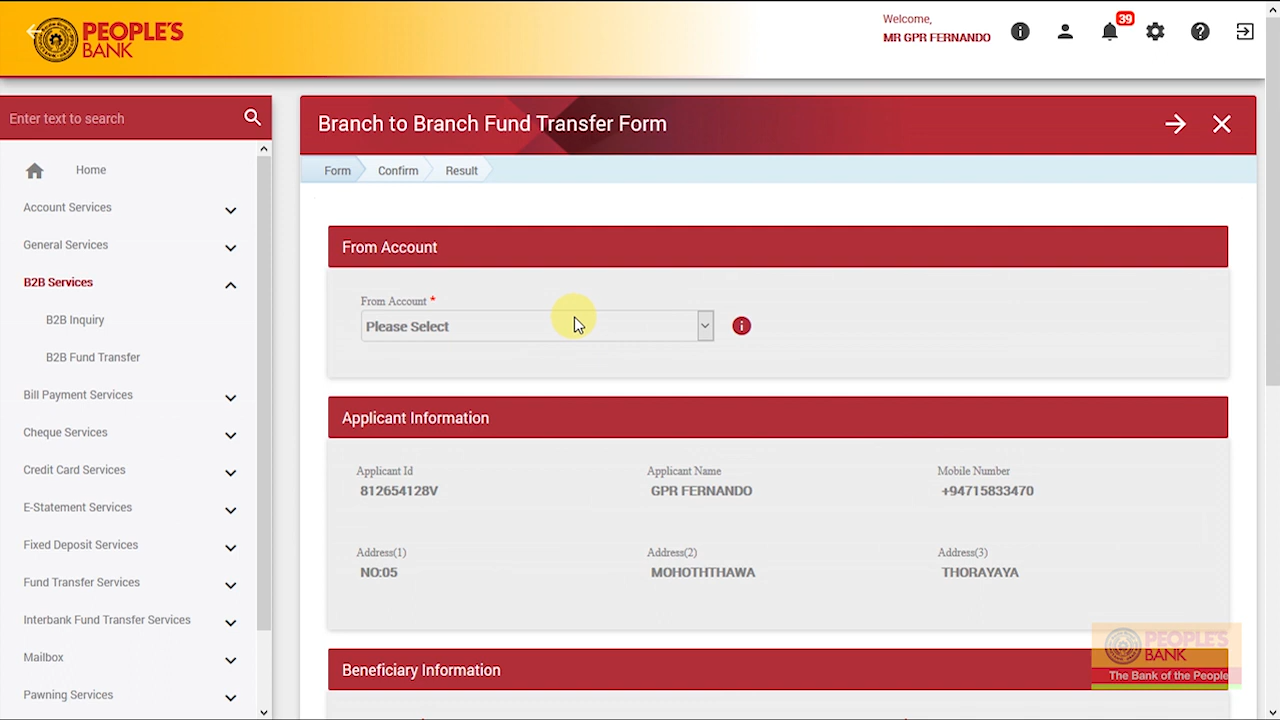 PEOPLE'S
BANK
Welcome,
MR GPR FERNANDO
39
Enter text to search
Home
Account Services
General Services
B2B Services
B2B Inquiry
B2B Fund Transfer
Bill Payment Services
Cheque Services
Credit Card Services
E-Statement Services
Fixed Deposit Services
Fund Transfer Services
Interbank Fund Transfer Services
Mailbox
Pawning Services
Branch to Branch Fund Transfer Form
Form Confirm Result
From Account
From Account *
Please Select
Applicant Information
Applicant Id Applicant Name Mobile Number
812654128V GPR FERNANDO +94715833470
Address(1) Address(2) Address(3)
NO:05 MOHOTHTHAWA THORAYAYA
Beneficiary Information
PEOPLE'S
BANK
The Bank of the People